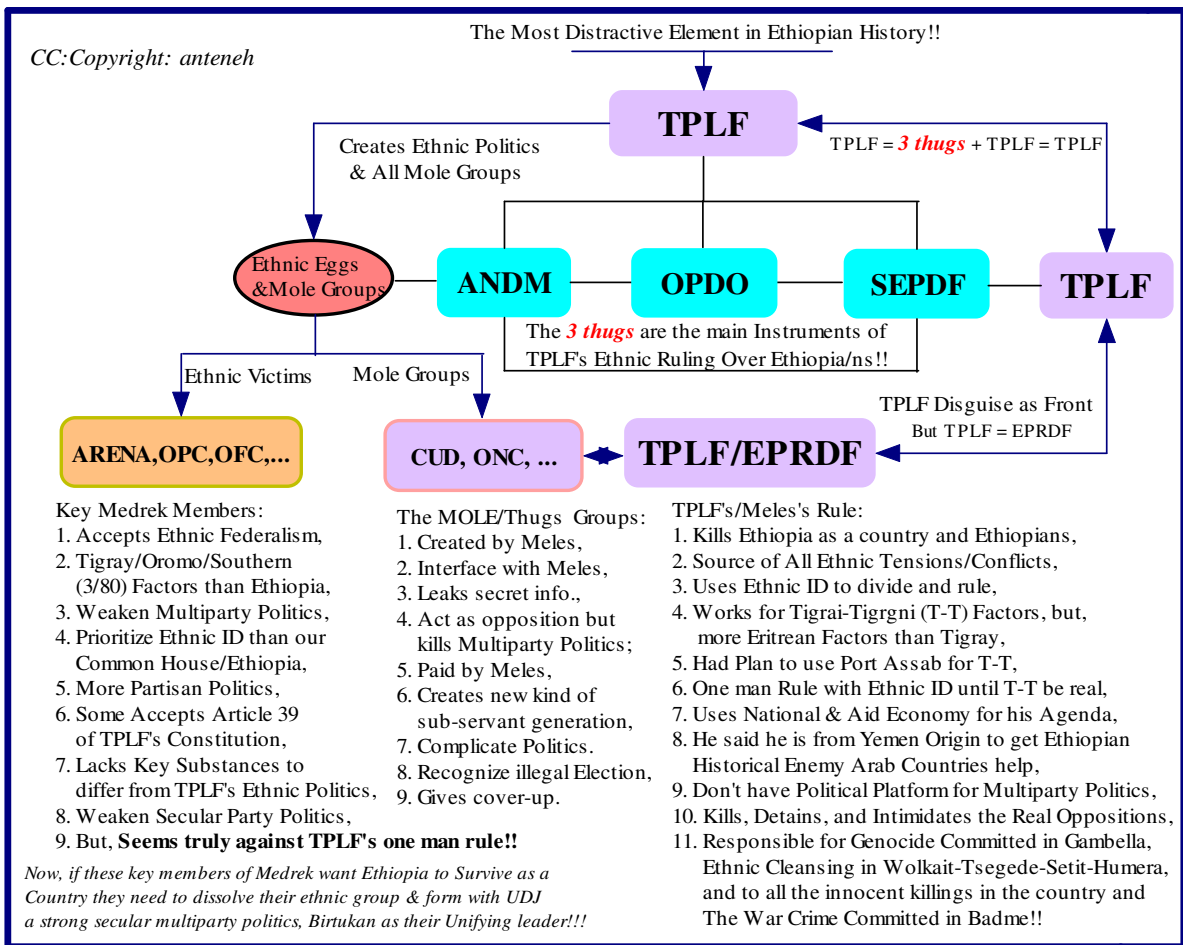 The Most Distractive Element in Ethiopian History!!
CC:Copyright: anteneh
TPLF
Creates Ethnic Politics
& All Mole Groups
TPLF = 3 thugs + TPLF = TPLF
Ethnic Eggs
&Mole Groups
ANDM
OPDO
SEPDF
TPLF
The 3 thugs are the main Instruments of
TPLF's Ethnic Ruling Over Ethiopia/ns!!
Ethnic Victims
Mole Groups
TPLF Disguise as Front
But TPLF = EPRDF
ARENA,OPC,OFC,...
CUD, ONC, ...
TPLF/EPRDF
Key Medrek Members:
1. Accepts Ethnic Federalism,
2. Tigray/Oromo/Southern
(3/80) Factors than Ethiopia,
3. Weaken Multiparty Politics,
4. Prioritize Ethnic ID than our
Common House/Ethiopia,
5. More Partisan Politics,
6. Some Accepts Article 39
of TPLF's Constitution,
7. Lacks Key Substances to
differ from TPLF's Ethnic Politics,
8. Weaken Secular Party Politics,
9. But, Seems truly against TPLF's one man rule!!
The MOLE/Thugs Groups:
1. Created by Meles,
2. Interface with Meles,
3. Leaks secret info.,
4. Act as opposition but
kills Multiparty Politics;
5. Paid by Meles,
6. Creates new kind of
sub-servant generation,
7. Complicate Politics.
8. Recognize illegal Election,
9. Gives cover-up.
TPLF's/Meles's Rule:
1. Kills Ethiopia as a country and Ethiopians,
2. Source of All Ethnic Tensions/Conflicts,
3. Uses Ethnic ID to divide and rule,
4. Works for Tigrai-Tigrgni (T-T) Factors, but,
more Eritrean Factors than Tigray,
5. Had Plan to use Port Assab for T-T,
6. One man Rule with Ethnic ID until T-T be real,
7. Uses National & Aid Economy for his Agenda,
8. He said he is from Yemen Origin to get Ethiopian
Historical Enemy Arab Countries help,
9. Don't have Political Platform for Multiparty Politics,
10. Kills, Detains, and Intimidates the Real Oppositions,
11. Responsible for Genocide Committed in Gambella,
Ethnic Cleansing in Wolkait-Tsegede-Setit-Humera,
and to all the innocent killings in the country and
The War Crime Committed in Badme!!
Now, if these key members of Medrek want Ethiopia to Survive as a
Country they need to dissolve their ethnic group & form with UDJ
a strong secular multiparty politics, Birtukan as their Unifying leader!!!